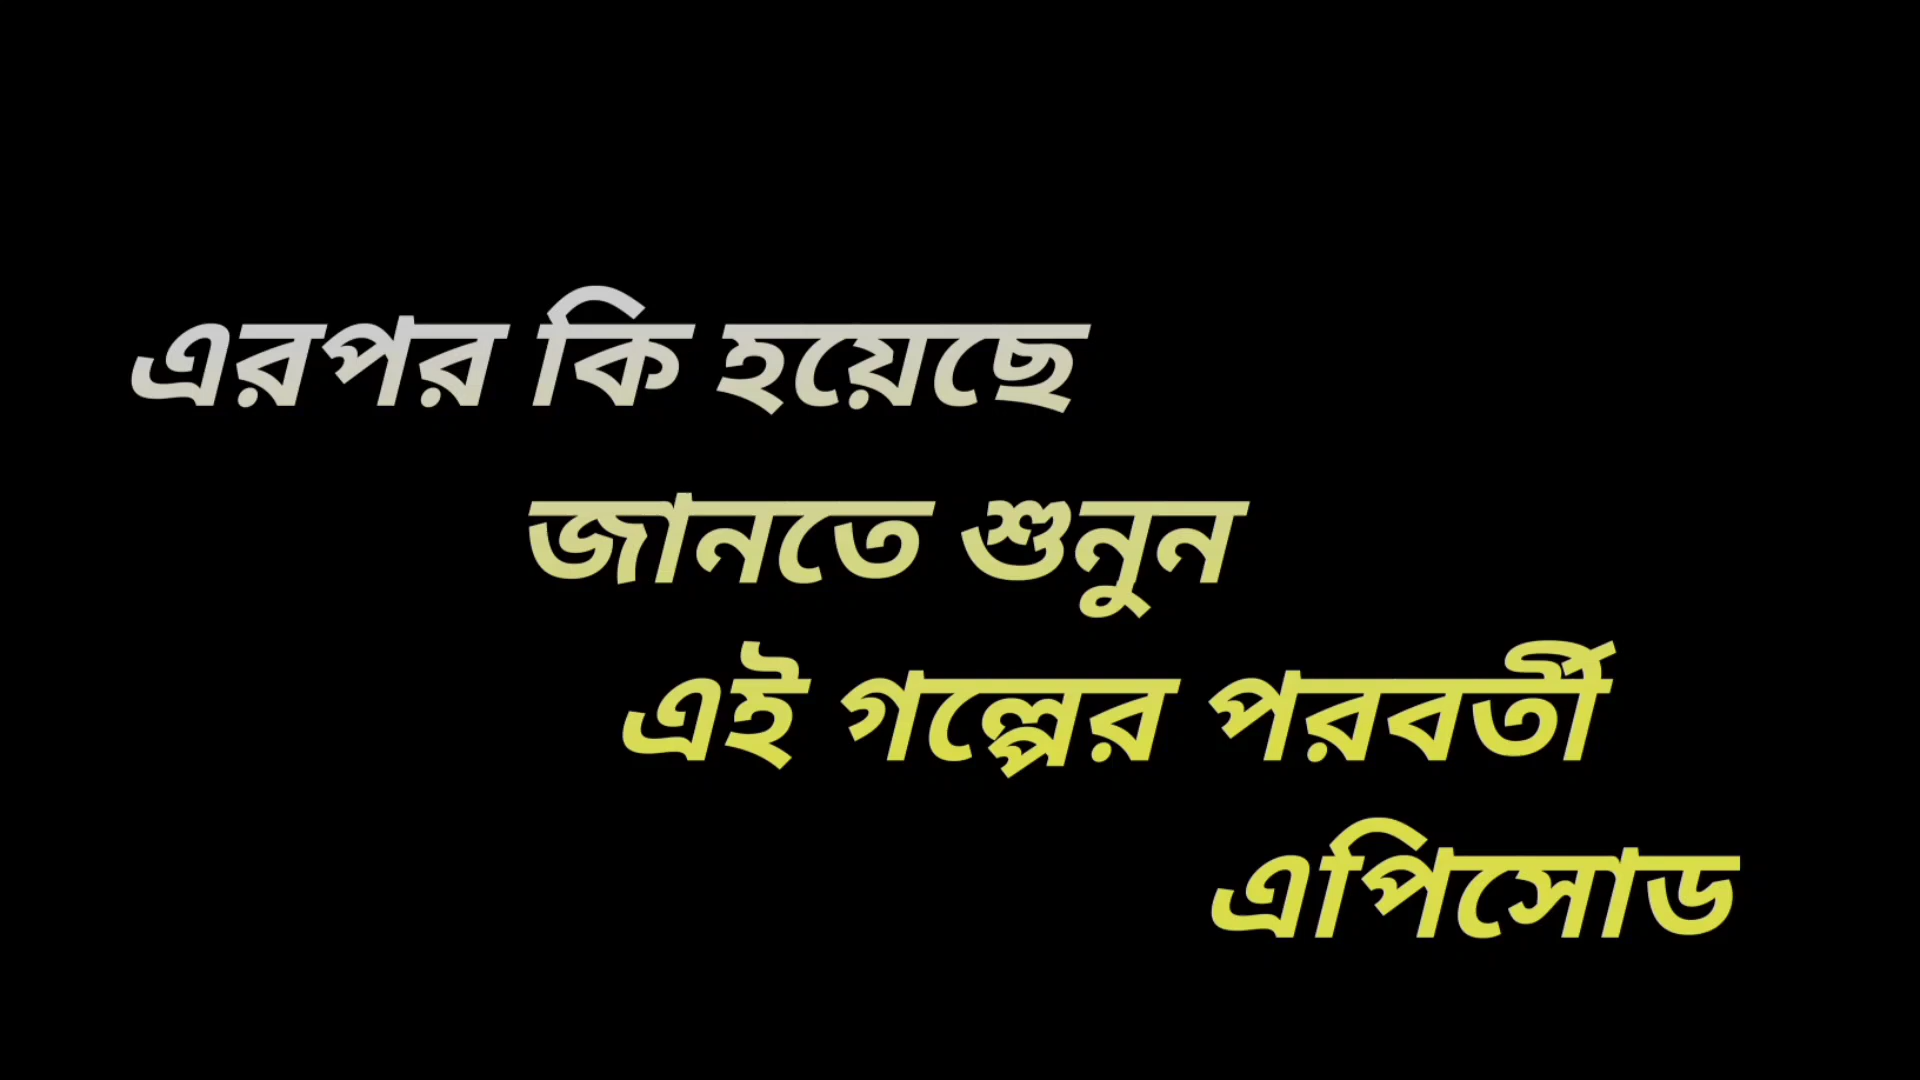 এরপর কি হয়েছে
জানতে শুনুন
এই গল্পের পরবর্তী
এপিসোড